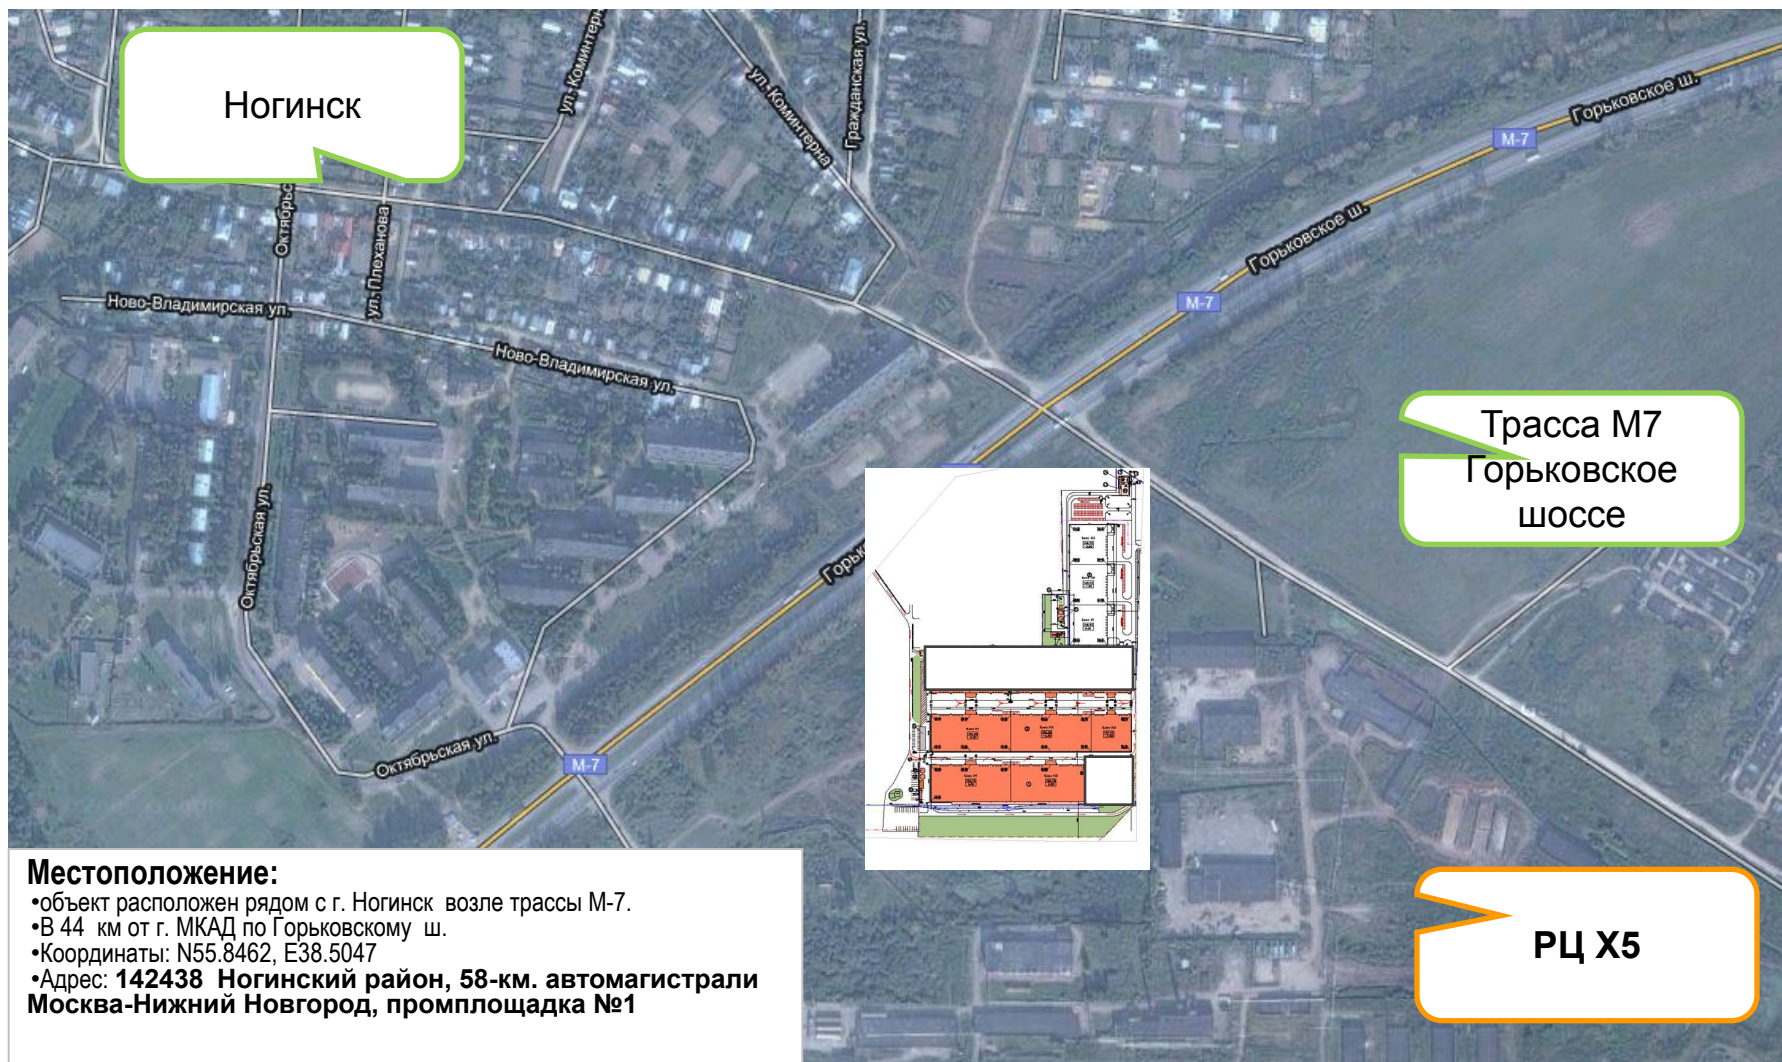 Ногинск
ул. Коминтерна
Гражданская ул.
Горьковское ш.
М-7
ул. Коминтерн
Октябрьс
ул. Плеханова
Горьковское ш.
М-7
Ново-Владимирская ул.
Ново-Владимирская ул.
Трасса М7
Горьковское
шоссе
Октябрьская ул.
Горько
Октябрьская ул.
М-7
Местоположение:
•объект расположен рядом с г. Ногинск возле трассы М-7.
•В 44 км от г. МКАД по Горьковскому ш.
•Координаты: N55.8462, E38.5047
•Адрес: 142438 Ногинский район, 58-км. автомагистрали
Москва-Нижний Новгород, промплощадка №1
РЦ Х5